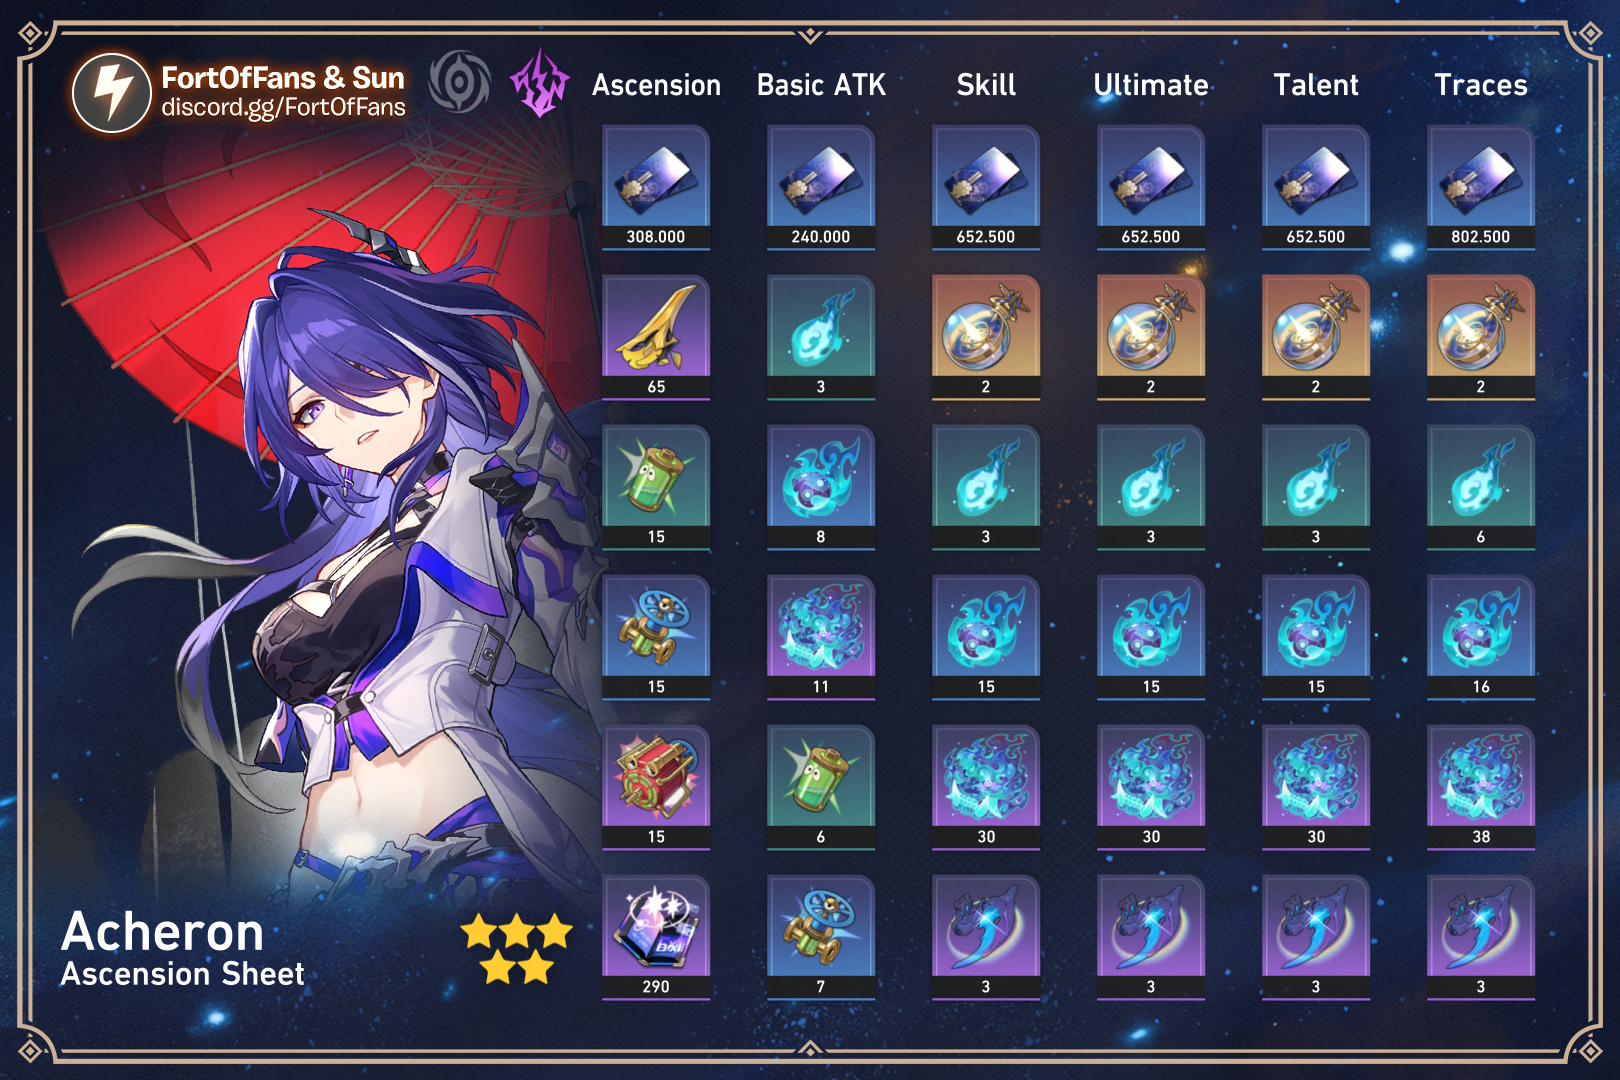 FortOfFans & Sun
discord.gg/FortOfFans
Ascension Basic ATK Skill Ultimate Talent Traces
308.000 240.000 652.500 652.500 652.500 802.500
65 3 2 2 2 2
15 8 3 3 3 6
15 11 15 15 15 16
15 6 30 30 30 38
290 7 3 3 3 3
Acheron
Ascension Sheet